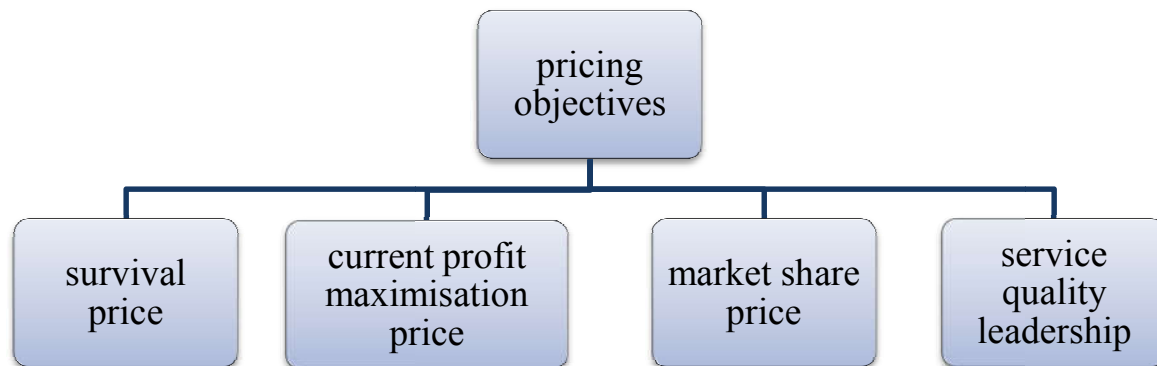 pricing
objectives
survival
price
current profit
maximisation
price
market share
price
service
quality
leadership